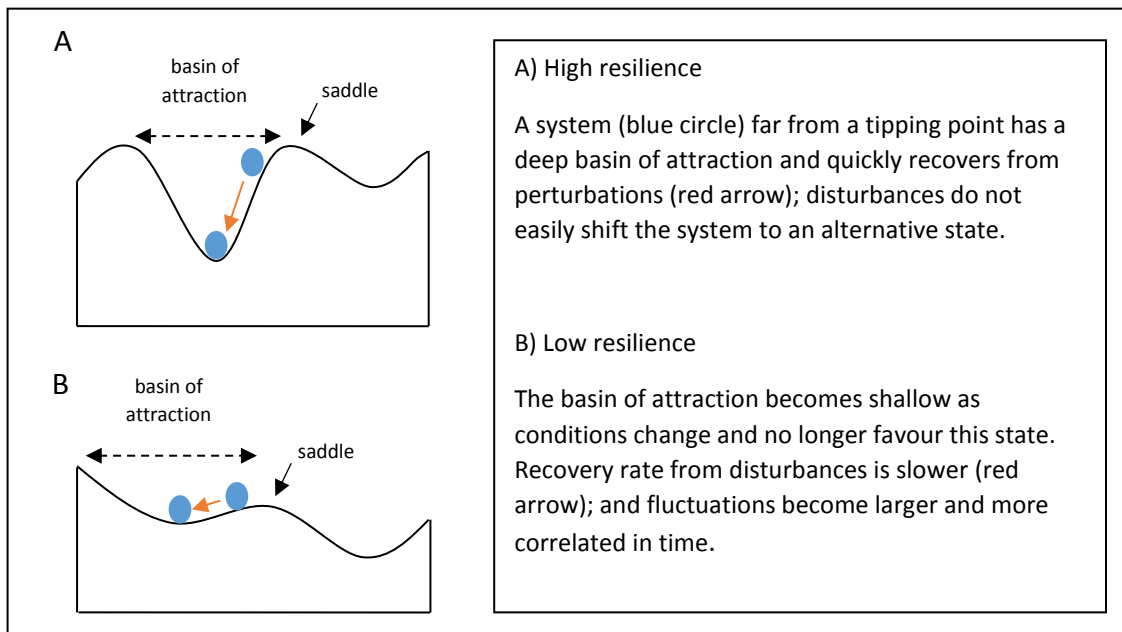 A
basin of
attraction
saddle
B
basin of
attraction
saddle
A) High resilience
A system (blue circle) far from a tipping point has a
deep basin of attraction and quickly recovers from
perturbations (red arrow); disturbances do not
easily shift the system to an alternative state.
B) Low resilience
The basin of attraction becomes shallow as
conditions change and no longer favour this state.
Recovery rate from disturbances is slower (red
arrow); and fluctuations become larger and more
correlated in time.